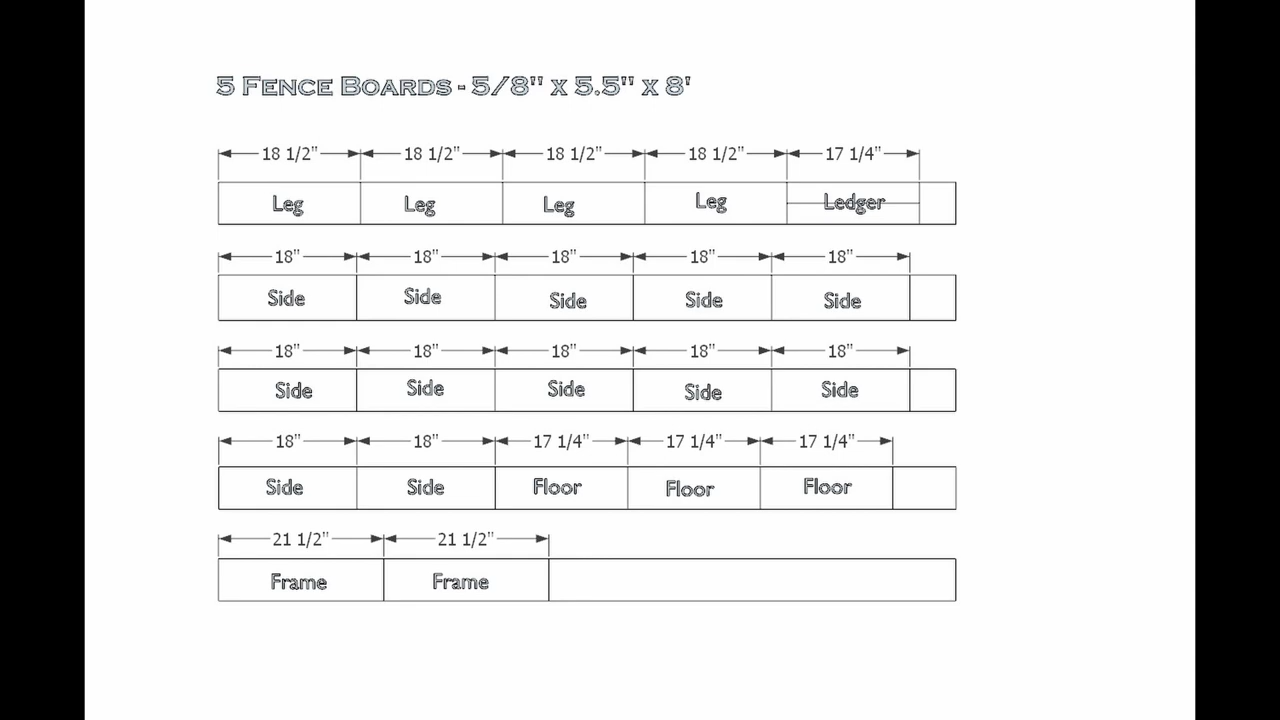 5 Fence Boards - 5/8" x 5.5" x 8'
18 1/2" 18 1/2" 18 1/2" 18 1/2" 17 1/4"
Leg Leg Leg Leg Ledger
18" 18" 18" 18" 18"
Side Side Side Side Side
18" 18" 18" 18" 18"
Side Side Side Side Side
18" 18" 17 1/4" 17 1/4" 17 1/4"
Side Side Floor Floor Floor
21 1/2" 21 1/2"
Frame Frame